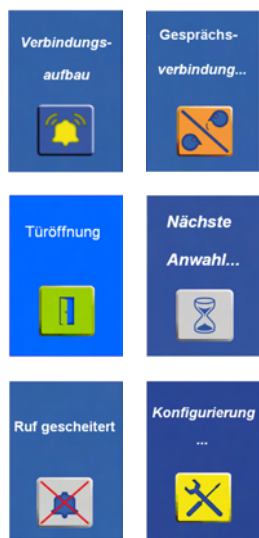 Verbindungs-
aufbau
Gesprächs-
verbindung...
Türöffnung
Nächste
Anwahl...
Ruf gescheitert
Konfigurierung
...